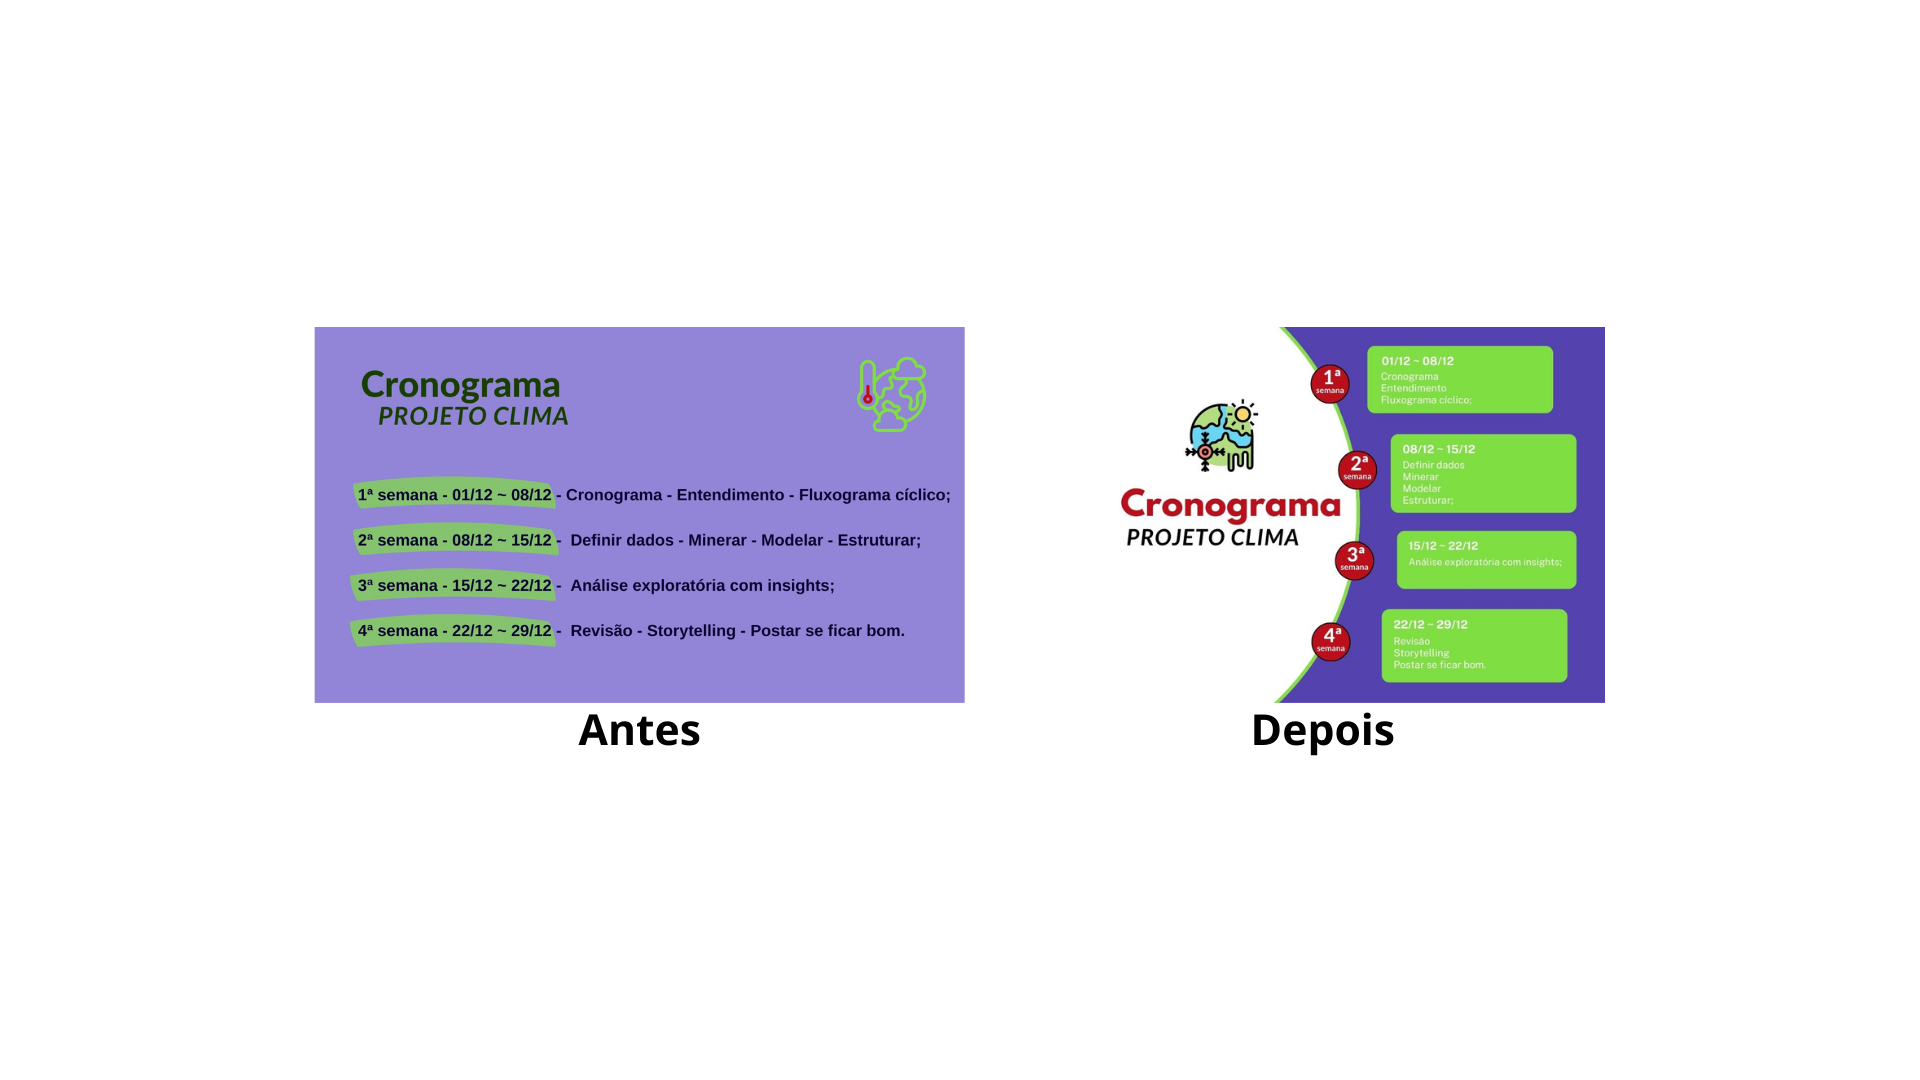 Cronograma
PROJETO CLIMA
1ª semana - 01/12 ~ 08/12 - Cronograma - Entendimento - Fluxograma cíclico;
2ª semana - 08/12 ~ 15/12 - Definir dados - Minerar - Modelar - Estruturar;
3ª semana - 15/12 ~ 22/12 - Análise exploratória com insights;
4ª semana - 22/12 ~ 29/12 - Revisão - Storytelling - Postar se ficar bom.
Antes
Cronograma
PROJETO CLIMA
1ª
semana
01/12 ~ 08/12
Cronograma
Entendimento
Fluxograma cíclico;
2ª
semana
08/12 ~ 15/12
Definir dados
Minerar
Modelar
Estruturar;
3ª
semana
15/12 ~ 22/12
Análise exploratória com insights;
4ª
semana
22/12 ~ 29/12
Revisão
Storytelling
Postar se ficar bom.
Depois